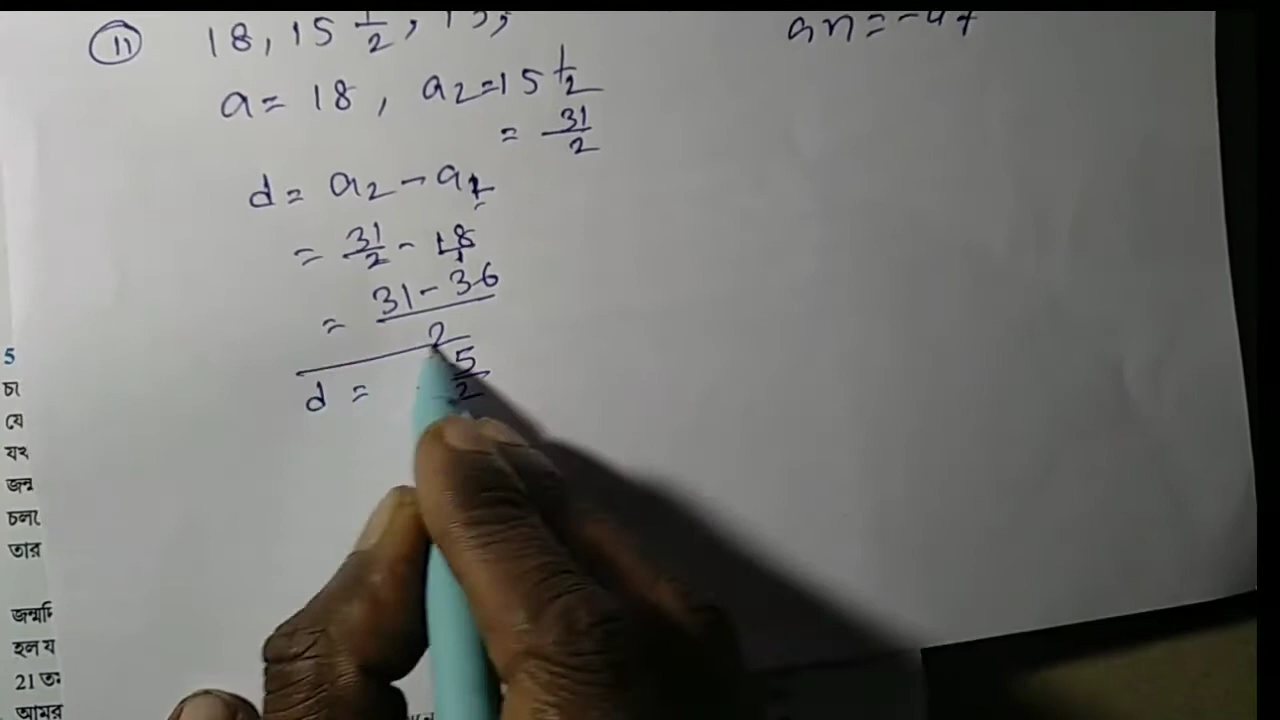 (11) 18, 15 1/2, 13,
an = -47
a = 18, a2 = 15 1/2
= 31/2
d = a2 - a1
= 31/2 - 18/1
= 31 - 36 / 2
d = 5/2
5
চা
যে
যখ
জন্ম
চলা
তার
জন্মদি
হল য
21 ত
আমর